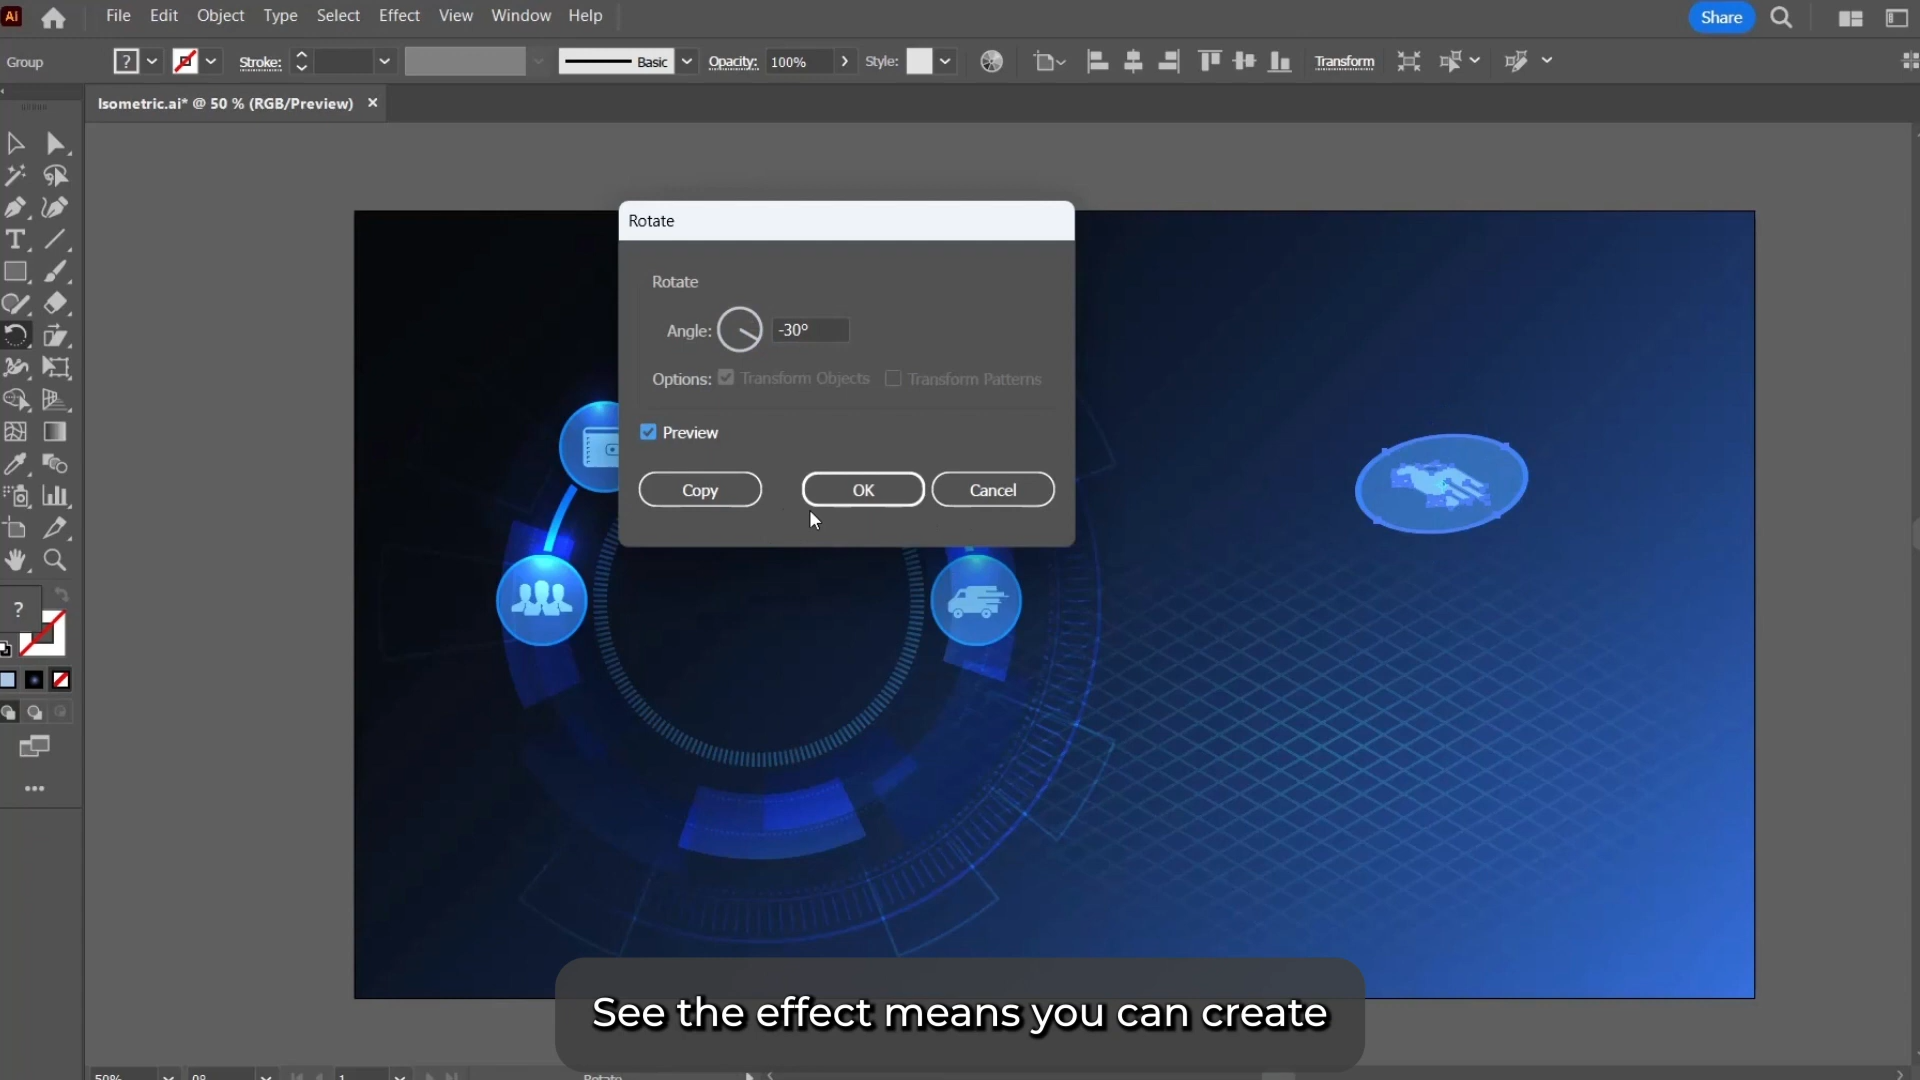 Ai File Edit Object Type Select Effect View Window Help Share
Group ? Stroke: Basic Opacity: 100% Style: Transform
Isometric.ai* @ 50 % (RGB/Preview) ×
Rotate
Rotate
Angle: -30°
Options: Transform Objects Transform Patterns
Preview
Copy OK Cancel
T
?
See the effect means you can create
50% 0° 1 Rotate